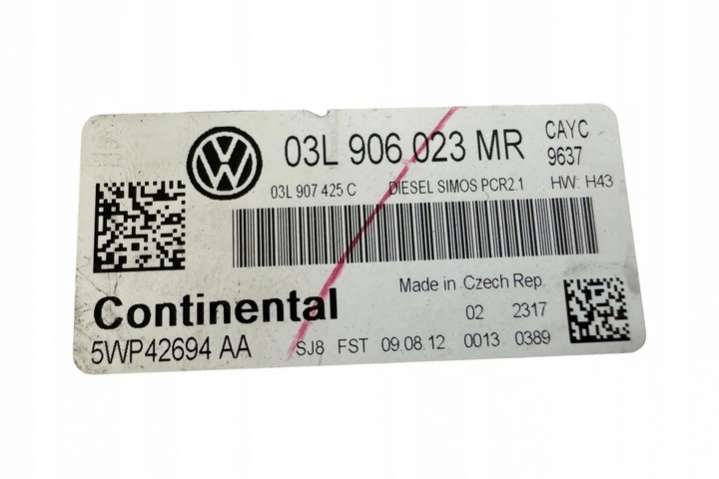 03L 906 023 MR
CAYC
9637
03L 907 425 C DIESEL SIMOS PCR2.1 HW: H43
Made in Czech Rep.
Continental
02 2317
5WP42694 AA SJ8 FST 09.08.12 0013 0389